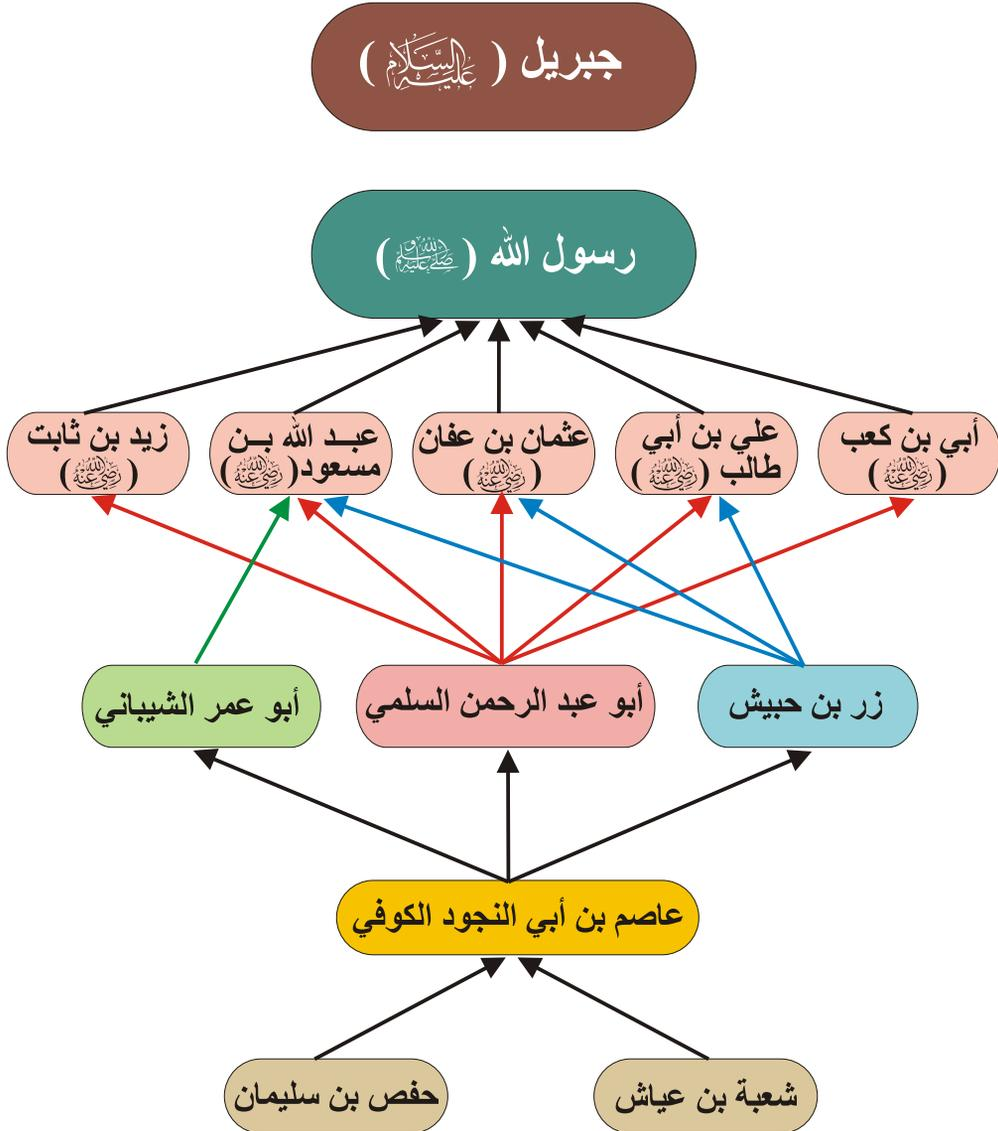 جبريل ( عليه السلام )
رسول الله ( صلى الله عليه وسلم )
أبي بن كعب
( رضي الله عنه )
علي بن أبي
طالب ( رضي الله عنه )
عثمان بن عفان
( رضي الله عنه )
عبد الله بن
مسعود( رضي الله عنه )
زيد بن ثابت
( رضي الله عنه )
زر بن حبيش
أبو عبد الرحمن السلمي
أبو عمر الشيباني
عاصم بن أبي النجود الكوفي
شعبة بن عياش
حفص بن سليمان